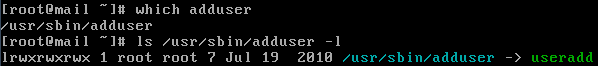 [root@mail ~]# which adduser
/usr/sbin/adduser
[root@mail ~]# ls /usr/sbin/adduser -l
lrwxrwxrwx 1 root root 7 Jul 19  2010 /usr/sbin/adduser -> useradd